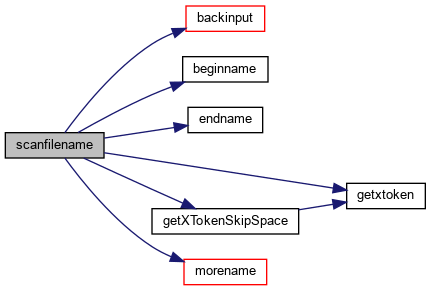 backinput
beginname
endname
scanfilename
getxtoken
getXTokenSkipSpace
morename